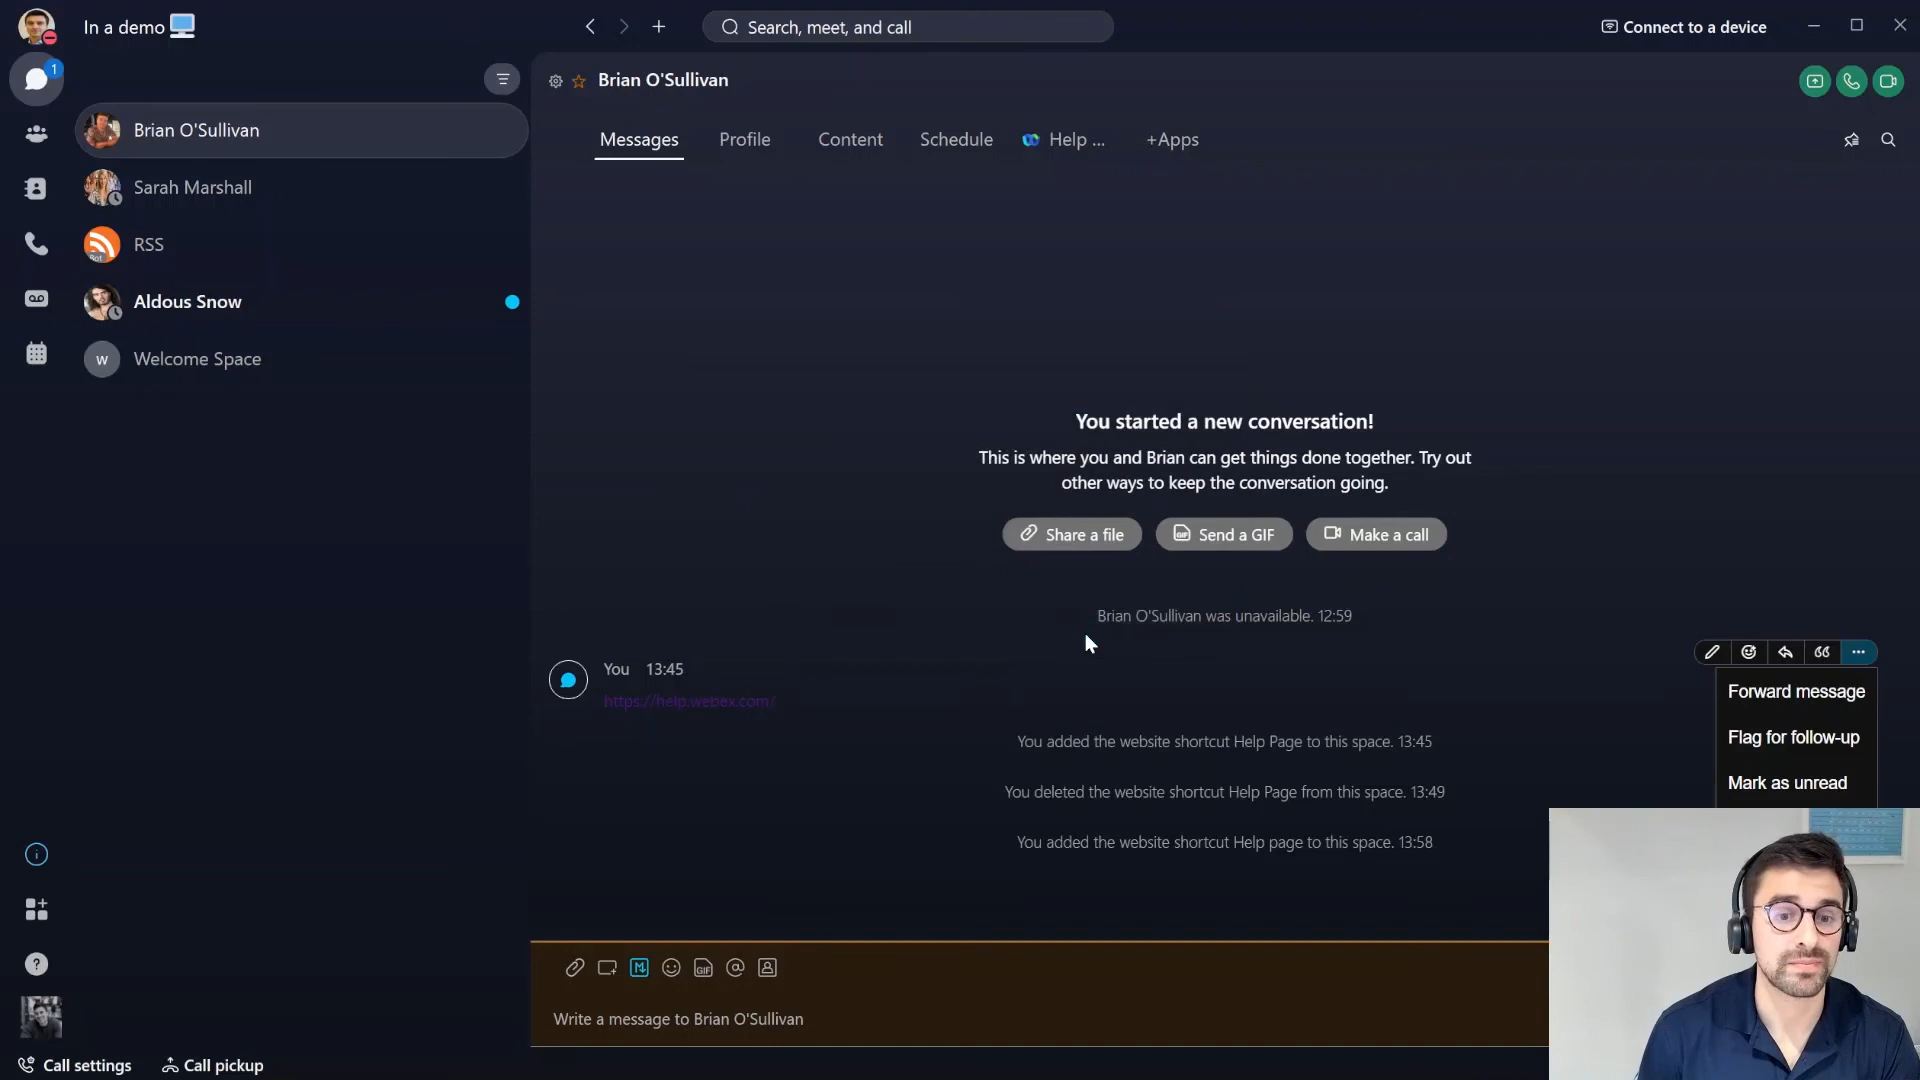 In a demo
Search, meet, and call
Connect to a device
1
Brian O'Sullivan
Sarah Marshall
Bot
RSS
Aldous Snow
W
Welcome Space
Brian O'Sullivan
Messages
Profile
Content
Schedule
Help ...
+Apps
You started a new conversation!
This is where you and Brian can get things done together. Try out
other ways to keep the conversation going.
Share a file
GIF
Send a GIF
Make a call
Brian O'Sullivan was unavailable. 12:59
You 13:45
https://help.webex.com/
You added the website shortcut Help Page to this space. 13:45
You deleted the website shortcut Help Page from this space. 13:49
You added the website shortcut Help page to this space. 13:58
Forward message
Flag for follow-up
Mark as unread
M
GIF
@
Write a message to Brian O'Sullivan
Call settings
Call pickup